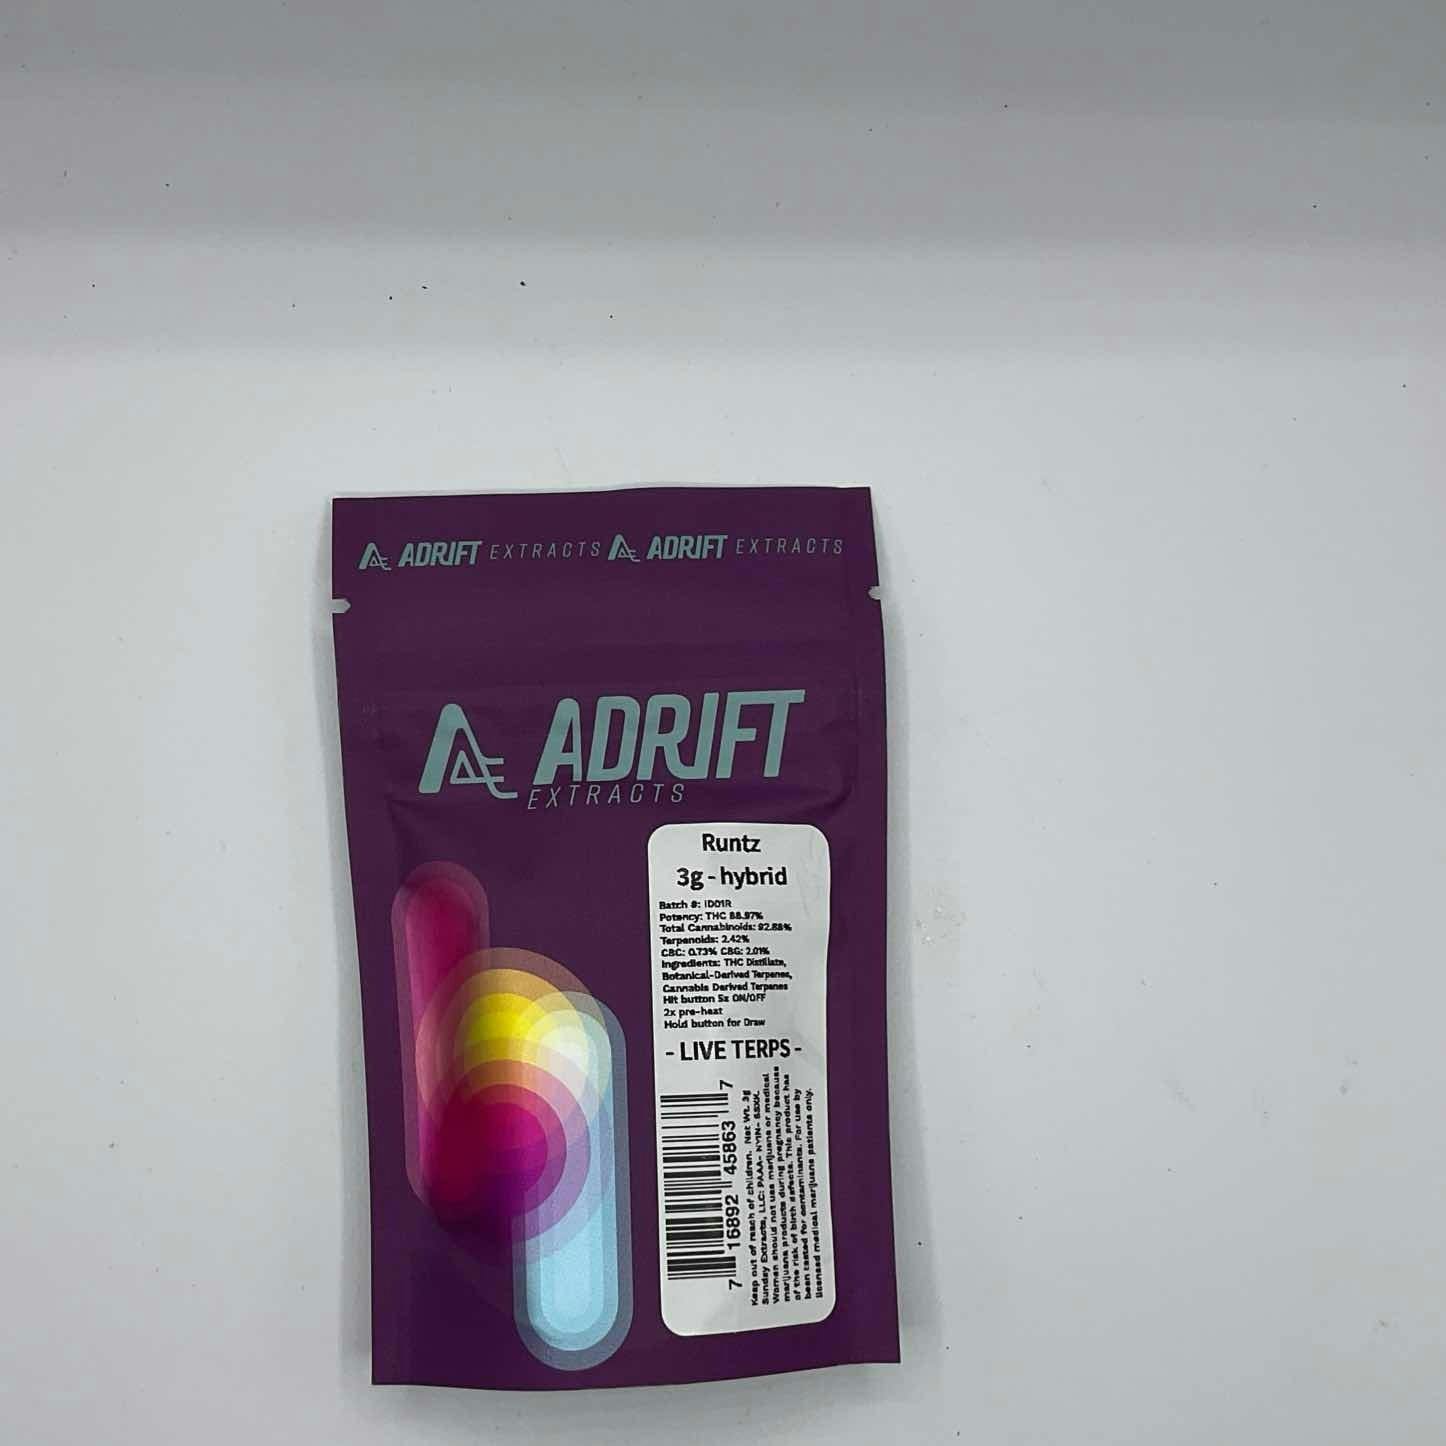 ADRIFT EXTRACTS ADRIFT EXTRACTS
ADRIFT
EXTRACTS
Runtz
3g - hybrid
Batch #: ID01R
Potency: THC 88.97%
Total Cannabinoids: 92.88%
Terpenoids: 2.42%
CBC: 0.73% CBG: 2.01%
Ingredients: THC Distillate,
Botanical-Derived Terpenes,
Cannabis Derived Terpenes
Hit button 5x ON/OFF
2x pre-heat
Hold button for Draw
- LIVE TERPS -
7 16892 45863 7
Keep out of reach of children. Net Wt. 3g
Sunday Extracts, LLC: PAAA- NYIN-
Women should not use marijuana or medical
marijuana products during pregnancy because
of the risk of birth defects. This product has
been tested for contaminants. For use by
licensed medical marijuana patients only.